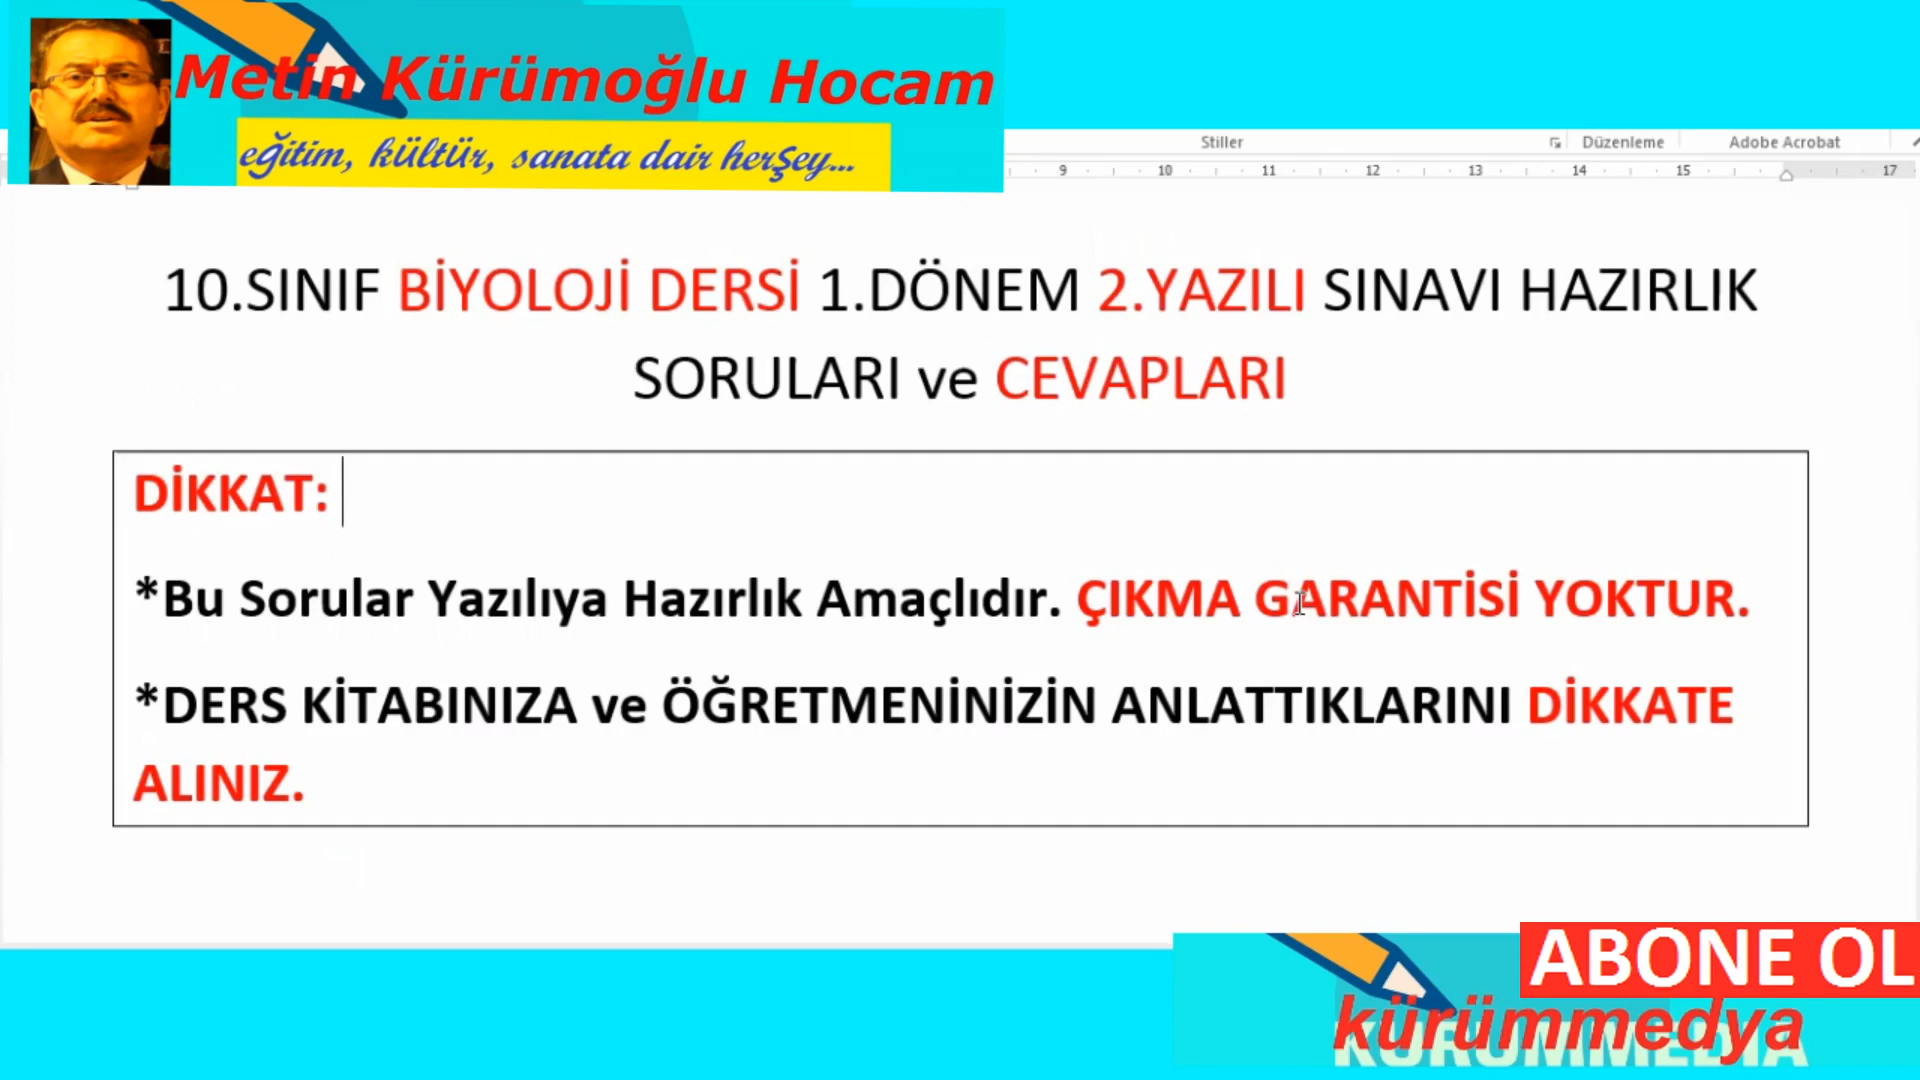 Metin Kürümoğlu Hocam
eğitim, kültür, sanata dair herşey...
Stiller Düzenleme Adobe Acrobat
9 10 11 12 13 14 15 17
10.SINIF BİYOLOJİ DERSİ 1.DÖNEM 2.YAZILI SINAVI HAZIRLIK
SORULARI ve CEVAPLARI
DİKKAT:
*Bu Sorular Yazılıya Hazırlık Amaçlıdır. ÇIKMA GARANTİSİ YOKTUR.
*DERS KİTABINIZA ve ÖĞRETMENİNİZİN ANLATTIKLARINI DİKKATE
ALINIZ.
ABONE OL
kürümmedya
KÜRÜMMEDİA